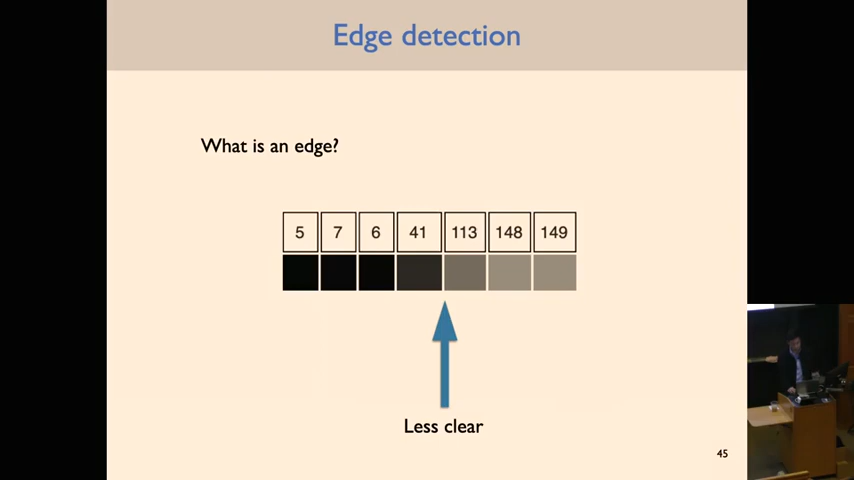 Edge detection
What is an edge?
5 7 6 41 113 148 149
Less clear
45